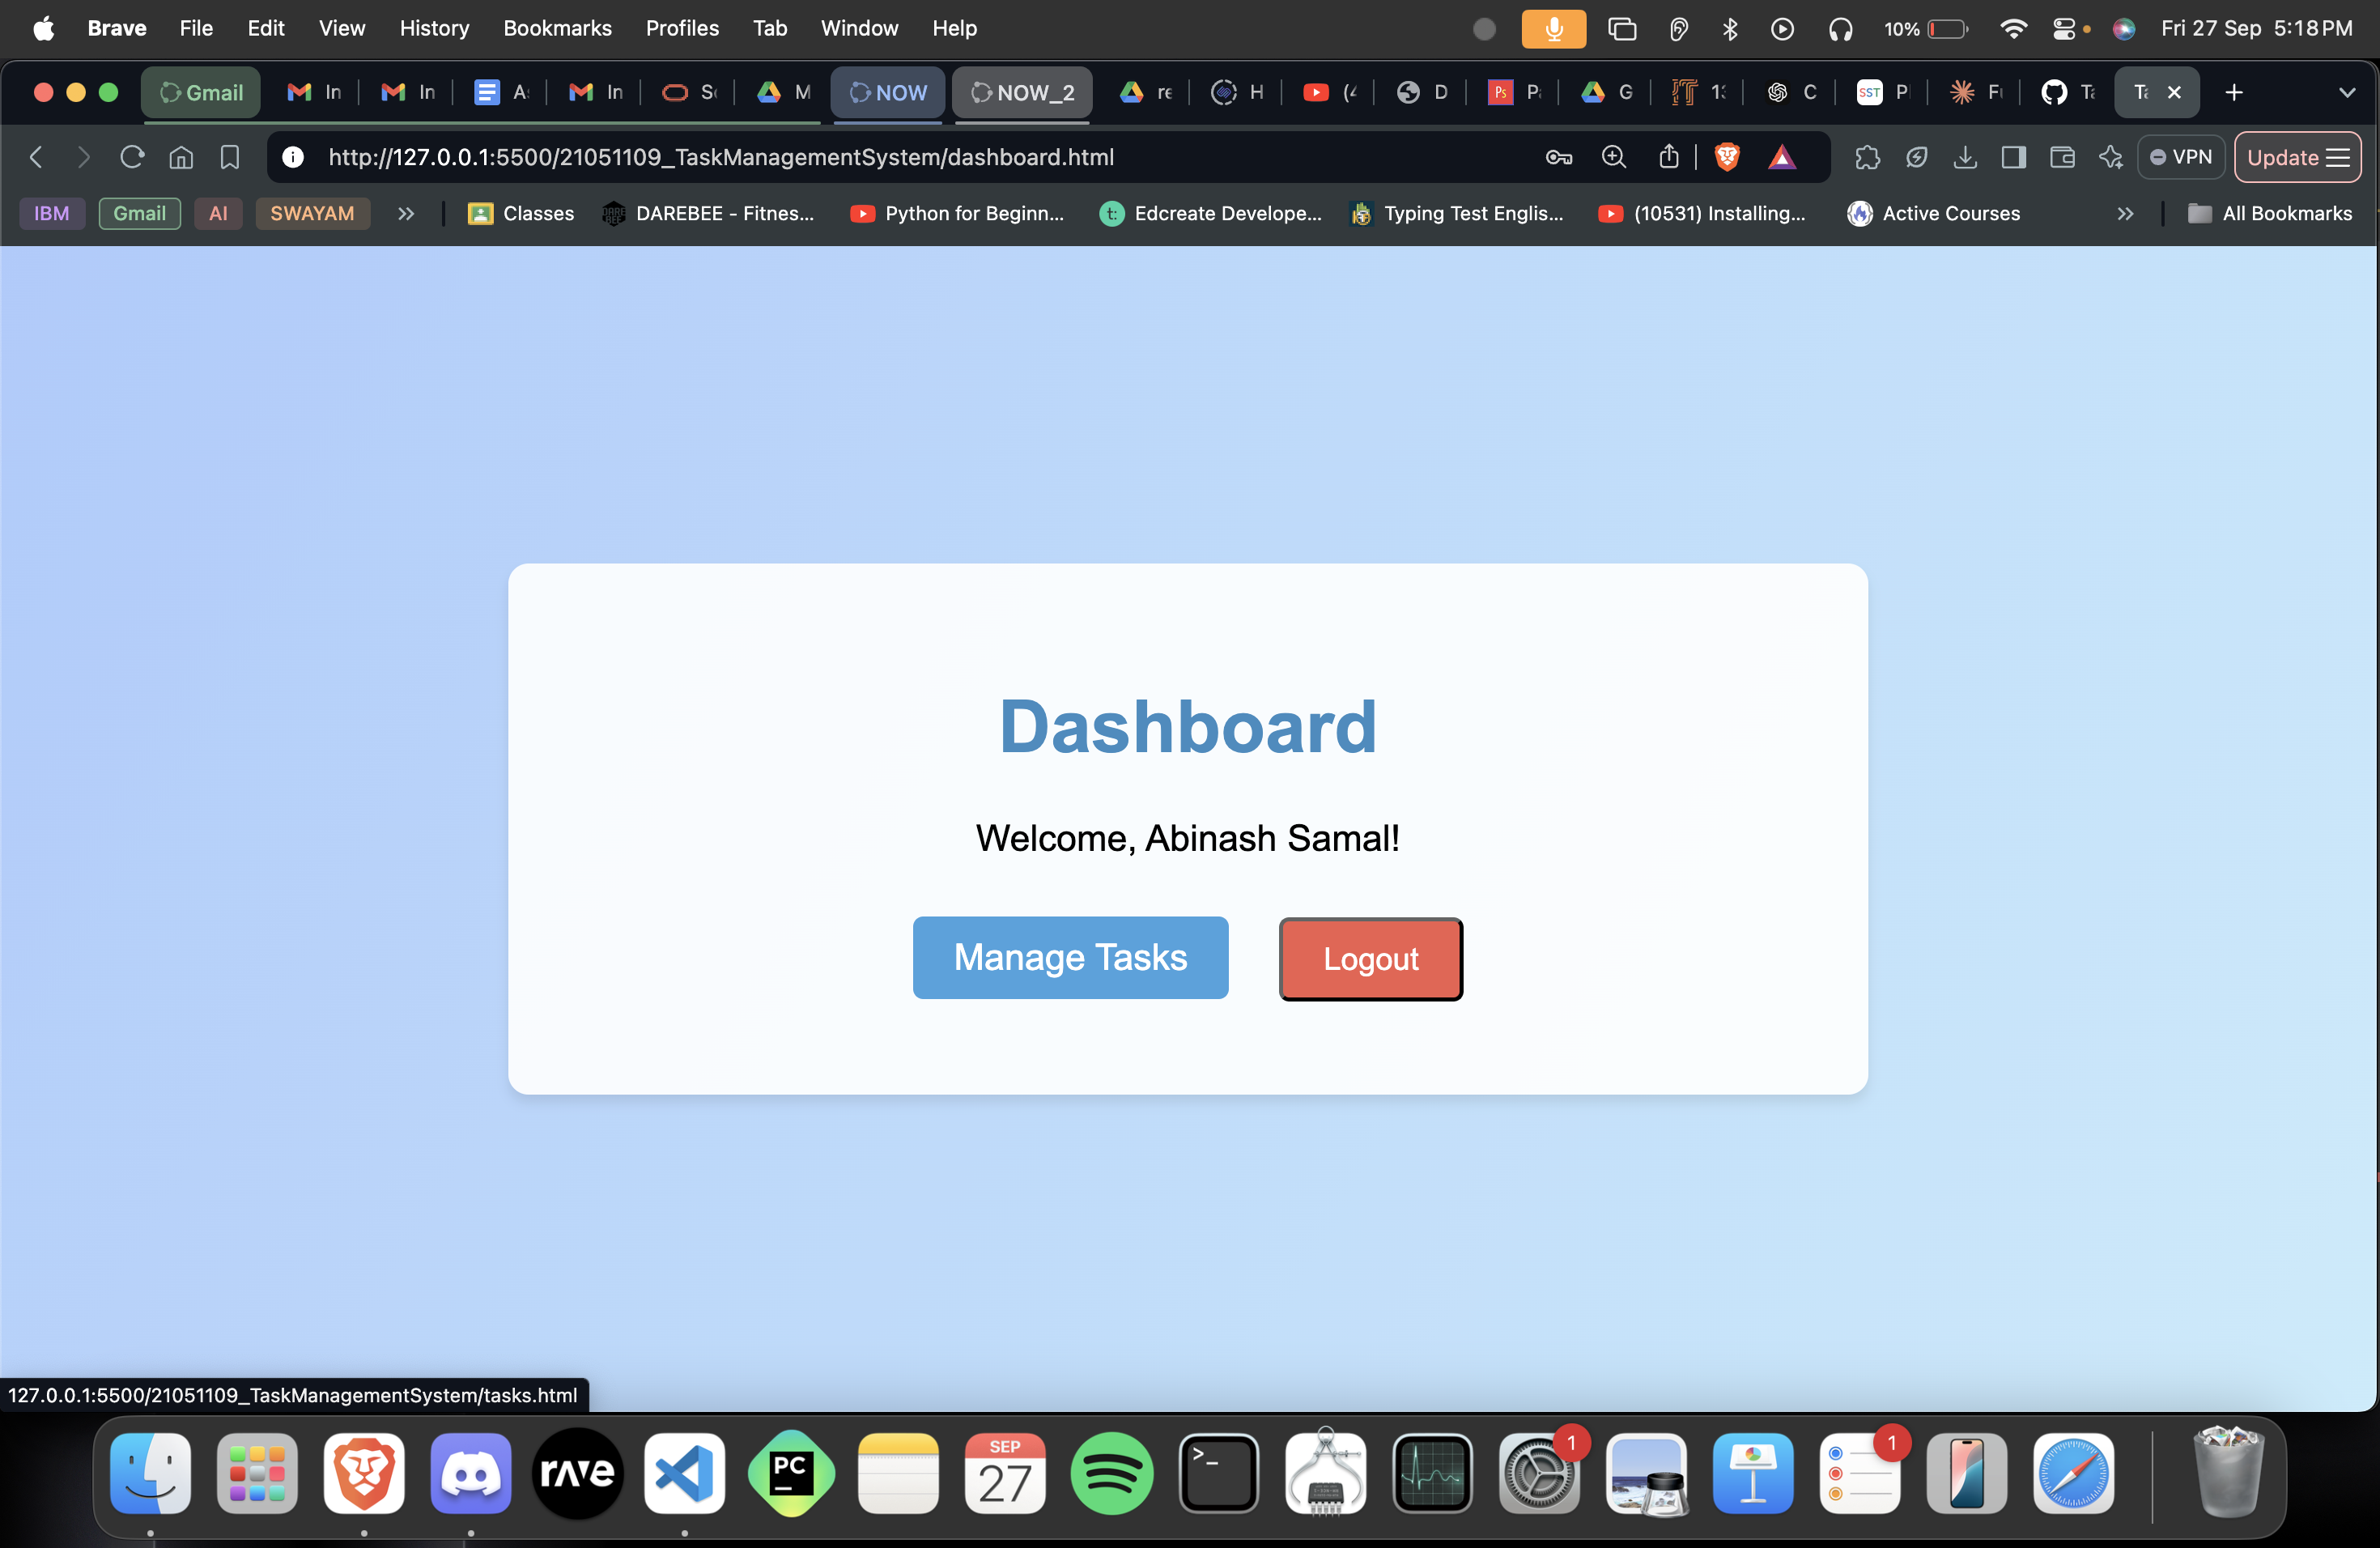 Brave File Edit View History Bookmarks Profiles Tab Window Help 10% Fri 27 Sep 5:18 PM
Gmail In In A In S M NOW NOW_2 re H D G C P
http://127.0.0.1:5500/21051109_TaskManagementSystem/dashboard.html VPN Update
IBM Gmail AI SWAYAM Classes DAREBEE - Fitnes... Python for Beginn... Edcreate Develope... Typing Test Englis... (10531) Installing... Active Courses All Bookmarks
Dashboard
Welcome, Abinash Samal!
Manage Tasks Logout
127.0.0.1:5500/21051109_TaskManagementSystem/tasks.html
rave PC SEP 27 1 1